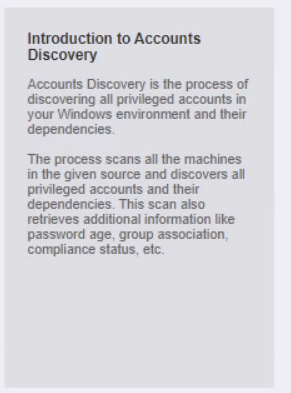 Introduction to Accounts
Discovery
Accounts Discovery is the process of
discovering all privileged accounts in
your Windows environment and their
dependencies.
The process scans all the machines
in the given source and discovers all
privileged accounts and their
dependencies. This scan also
retrieves additional information like
password age, group association,
compliance status, etc.